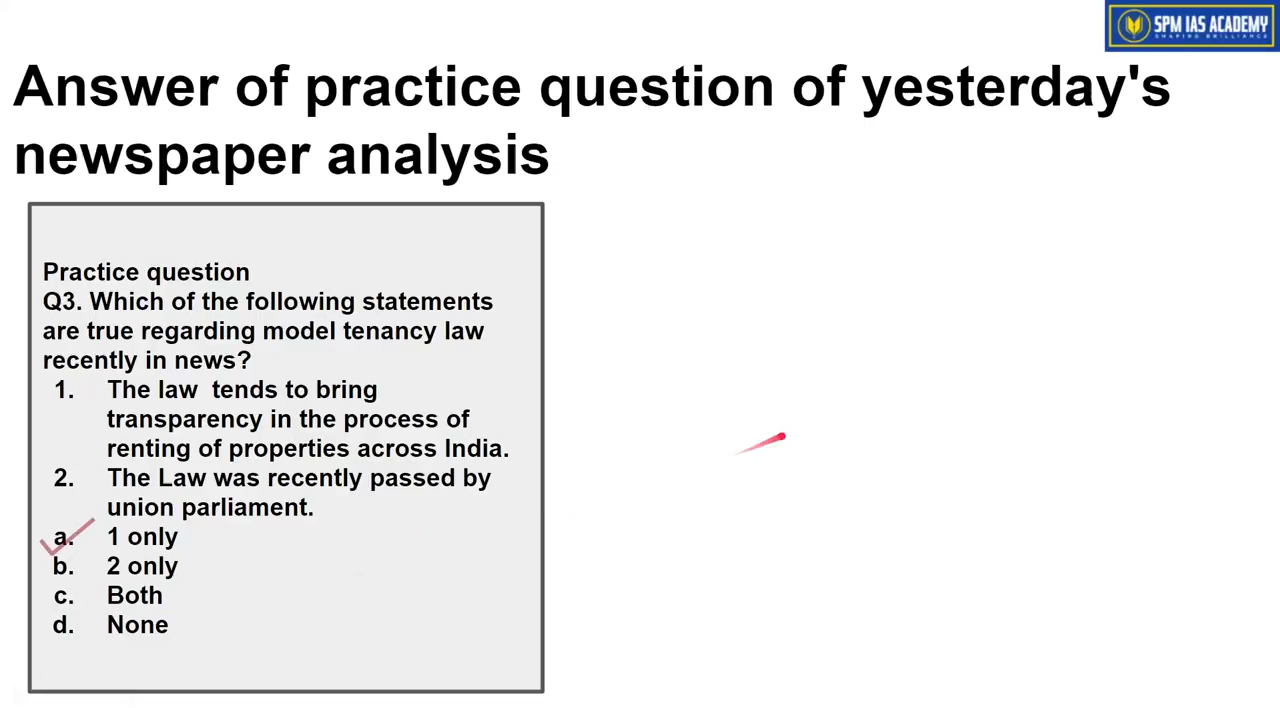 SPM IAS ACADEMY
SHAPING BRILLIANCE
Answer of practice question of yesterday's
newspaper analysis
Practice question
Q3. Which of the following statements
are true regarding model tenancy law
recently in news?
1. The law tends to bring
transparency in the process of
renting of properties across India.
2. The Law was recently passed by
union parliament.
a. 1 only
b. 2 only
c. Both
d. None